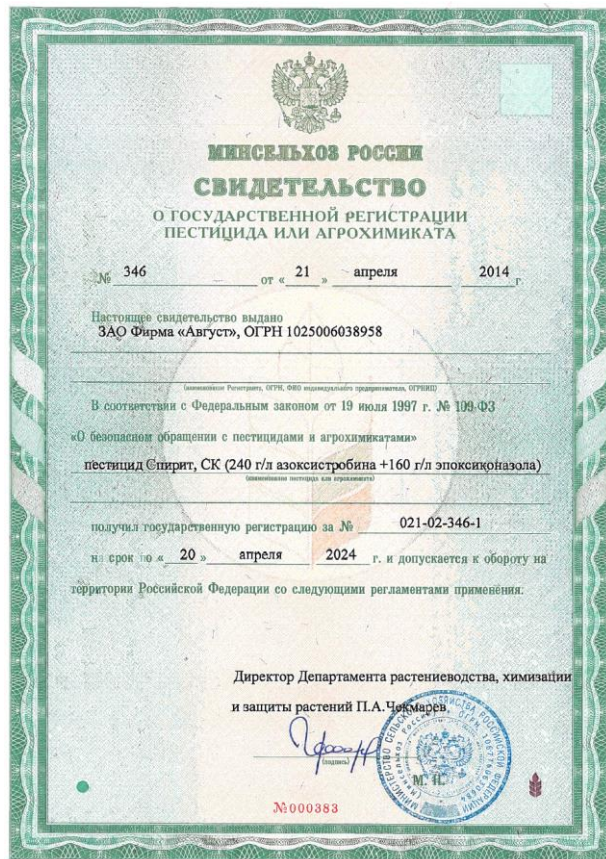 МИНСЕЛЬХОЗ РОССИИ
СВИДЕТЕЛЬСТВО
О ГОСУДАРСТВЕННОЙ РЕГИСТРАЦИИ
ПЕСТИЦИДА ИЛИ АГРОХИМИКАТА
№ 346 от « 21 » апреля 2014 г.
Настоящее свидетельство выдано
ЗАО Фирма «Август», ОГРН 1025006038958
(наименование Регистранта, ОГРН, ФИО индивидуального предпринимателя, ОГРНИП)
В соответствии с Федеральным законом от 19 июля 1997 г. № 109-ФЗ
«О безопасном обращении с пестицидами и агрохимикатами»
пестицид Спирит, СК (240 г/л азоксистробина +160 г/л эпоксиконазола)
(наименование пестицида или агрохимиката)
получил государственную регистрацию за № 021-02-346-1
на срок по « 20 » апреля 2024 г. и допускается к обороту на
территории Российской Федерации со следующими регламентами применения:
Директор Департамента растениеводства, химизации
и защиты растений П.А.Чекмарев
(подпись)
М. П.
№000383